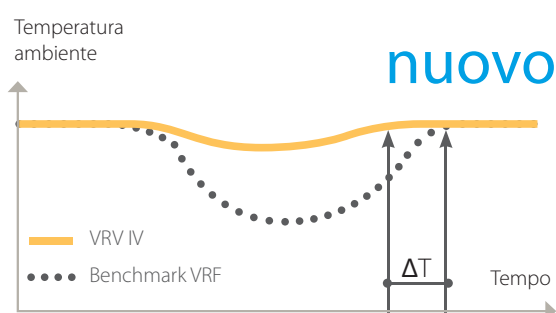 Temperatura
ambiente
nuovo
VRV IV
Benchmark VRF
ΔT
Tempo